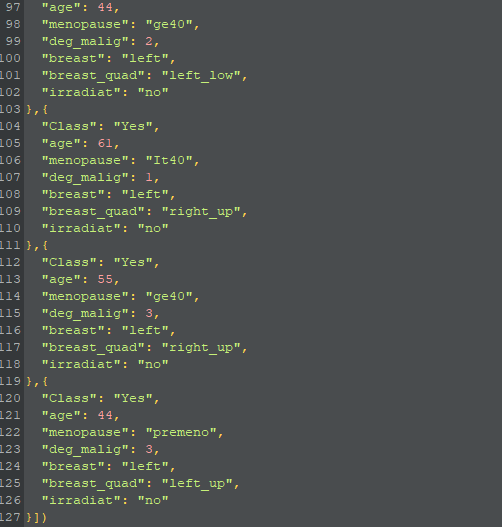 97 "age": 44,
98 "menopause": "ge40",
99 "deg_malig": 2,
100 "breast": "left",
101 "breast_quad": "left_low",
102 "irradiat": "no"
103 },{
104 "Class": "Yes",
105 "age": 61,
106 "menopause": "It40",
107 "deg_malig": 1,
108 "breast": "left",
109 "breast_quad": "right_up",
110 "irradiat": "no"
111 },{
112 "Class": "Yes",
113 "age": 55,
114 "menopause": "ge40",
115 "deg_malig": 3,
116 "breast": "left",
117 "breast_quad": "right_up",
118 "irradiat": "no"
119 },{
120 "Class": "Yes",
121 "age": 44,
122 "menopause": "premeno",
123 "deg_malig": 3,
124 "breast": "left",
125 "breast_quad": "left_up",
126 "irradiat": "no"
127 }])